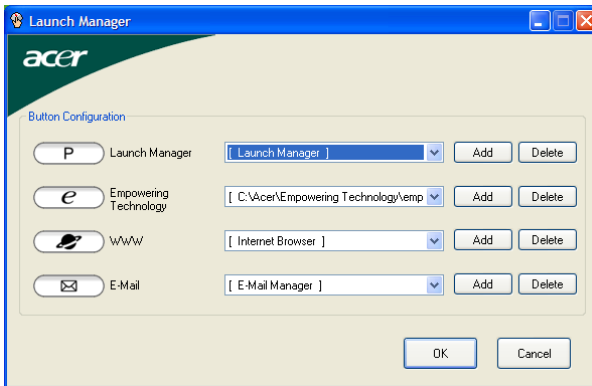 Launch Manager
acer
Button Configuration
P Launch Manager [ Launch Manager ] Add Delete
e Empowering Technology [ C:\Acer\Empowering Technology\emp Add Delete
WWW [ Internet Browser ] Add Delete
E-Mail [ E-Mail Manager ] Add Delete
OK Cancel